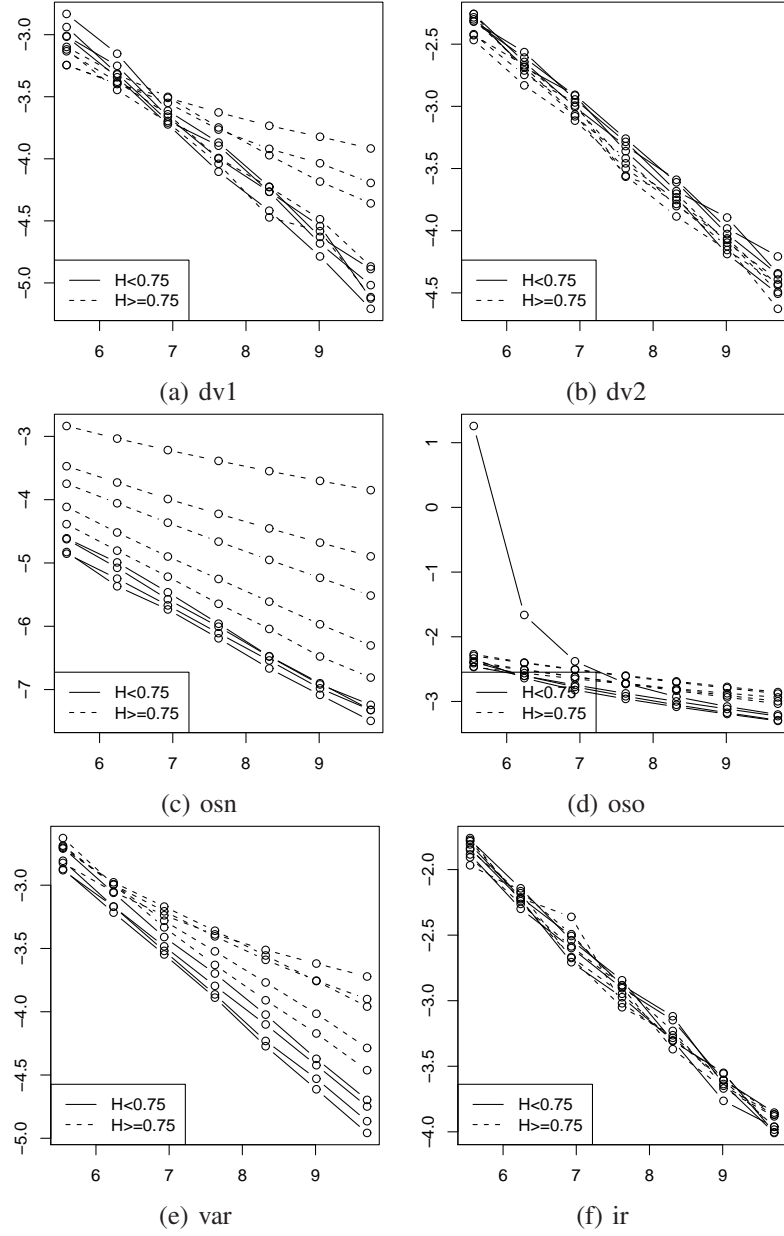 -3.0
-3.5
-4.0
-4.5
-5.0
H<0.75
H>=0.75
6 7 8 9
(a) dv1
-2.5
-3.0
-3.5
-4.0
-4.5
H<0.75
H>=0.75
6 7 8 9
(b) dv2
-3
-4
-5
-6
-7
H<0.75
H>=0.75
6 7 8 9
(c) osn
1
0
-1
-2
-3
H<0.75
H>=0.75
6 7 8 9
(d) oso
-3.0
-3.5
-4.0
-4.5
-5.0
H<0.75
H>=0.75
6 7 8 9
(e) var
-2.0
-2.5
-3.0
-3.5
-4.0
H<0.75
H>=0.75
6 7 8 9
(f) ir